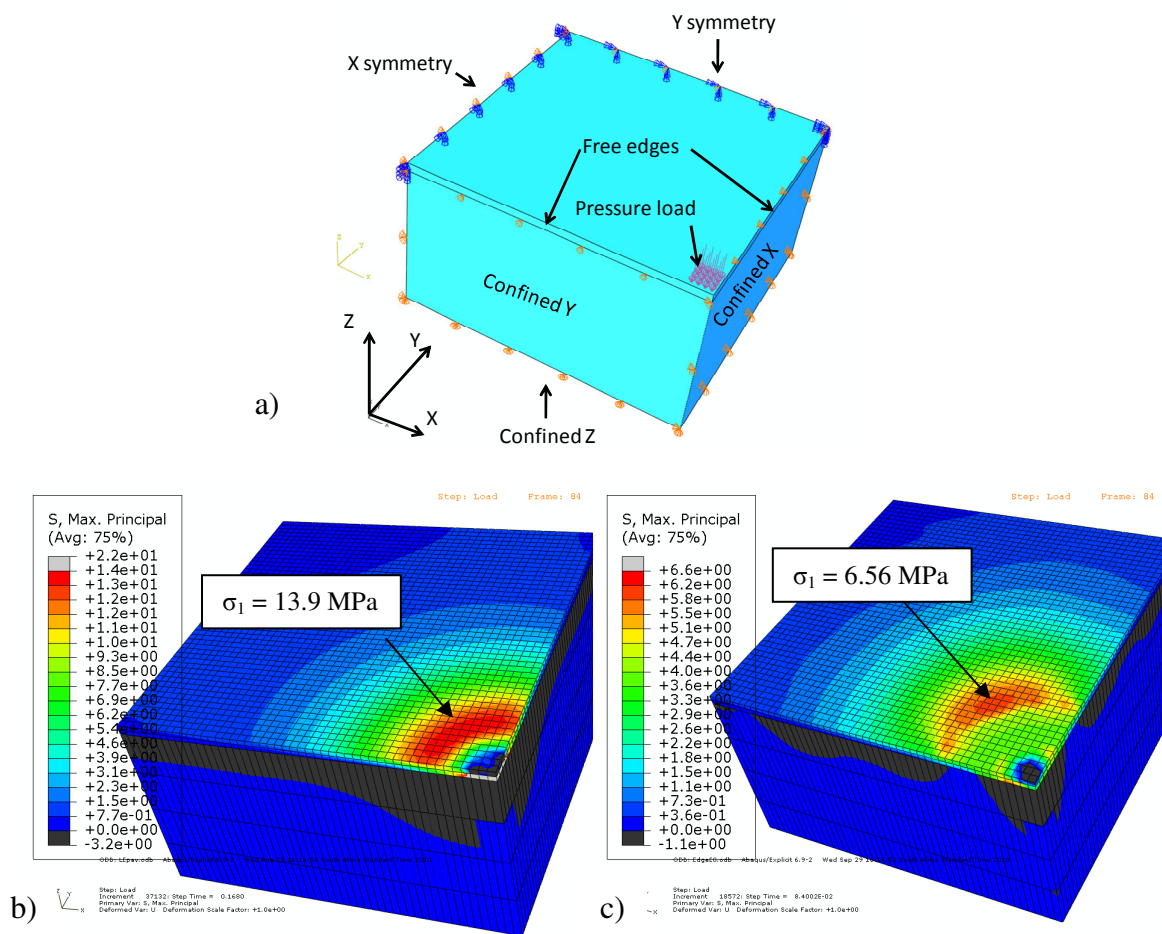 Y symmetry
X symmetry
Free edges
Pressure load
Confined X
Confined Y
Z
Y
X
Confined Z
a)
Step: Load Frame: 84
S, Max. Principal
(Avg: 75%)
+2.2e+01
+1.4e+01
+1.3e+01
+1.2e+01
+1.2e+01
+1.1e+01
+1.0e+01
+9.3e+00
+8.5e+00
+7.7e+00
+6.9e+00
+6.2e+00
+5.4e+00
+4.6e+00
+3.9e+00
+3.1e+00
+2.3e+00
+1.5e+00
+7.7e-01
+0.0e+00
-3.2e+00
σ1 = 13.9 MPa
b)
Step: Load
Increment 37132: Step Time = 0.1680
Primary Var: S, Max. Principal
Deformed Var: U Deformation Scale Factor: +1.0e+00
Step: Load Frame: 84
S, Max. Principal
(Avg: 75%)
+6.6e+00
+6.2e+00
+5.8e+00
+5.5e+00
+5.1e+00
+4.7e+00
+4.4e+00
+4.0e+00
+3.6e+00
+3.3e+00
+2.9e+00
+2.6e+00
+2.2e+00
+1.8e+00
+1.5e+00
+1.1e+00
+7.3e-01
+3.6e-01
+0.0e+00
-1.1e+00
σ1 = 6.56 MPa
Abaqus/Explicit 6.9-2 Wed Sep 29
c)
Step: Load
Increment 18572: Step Time = 8.4002E-02
Primary Var: S, Max. Principal
Deformed Var: U Deformation Scale Factor: +1.0e+00